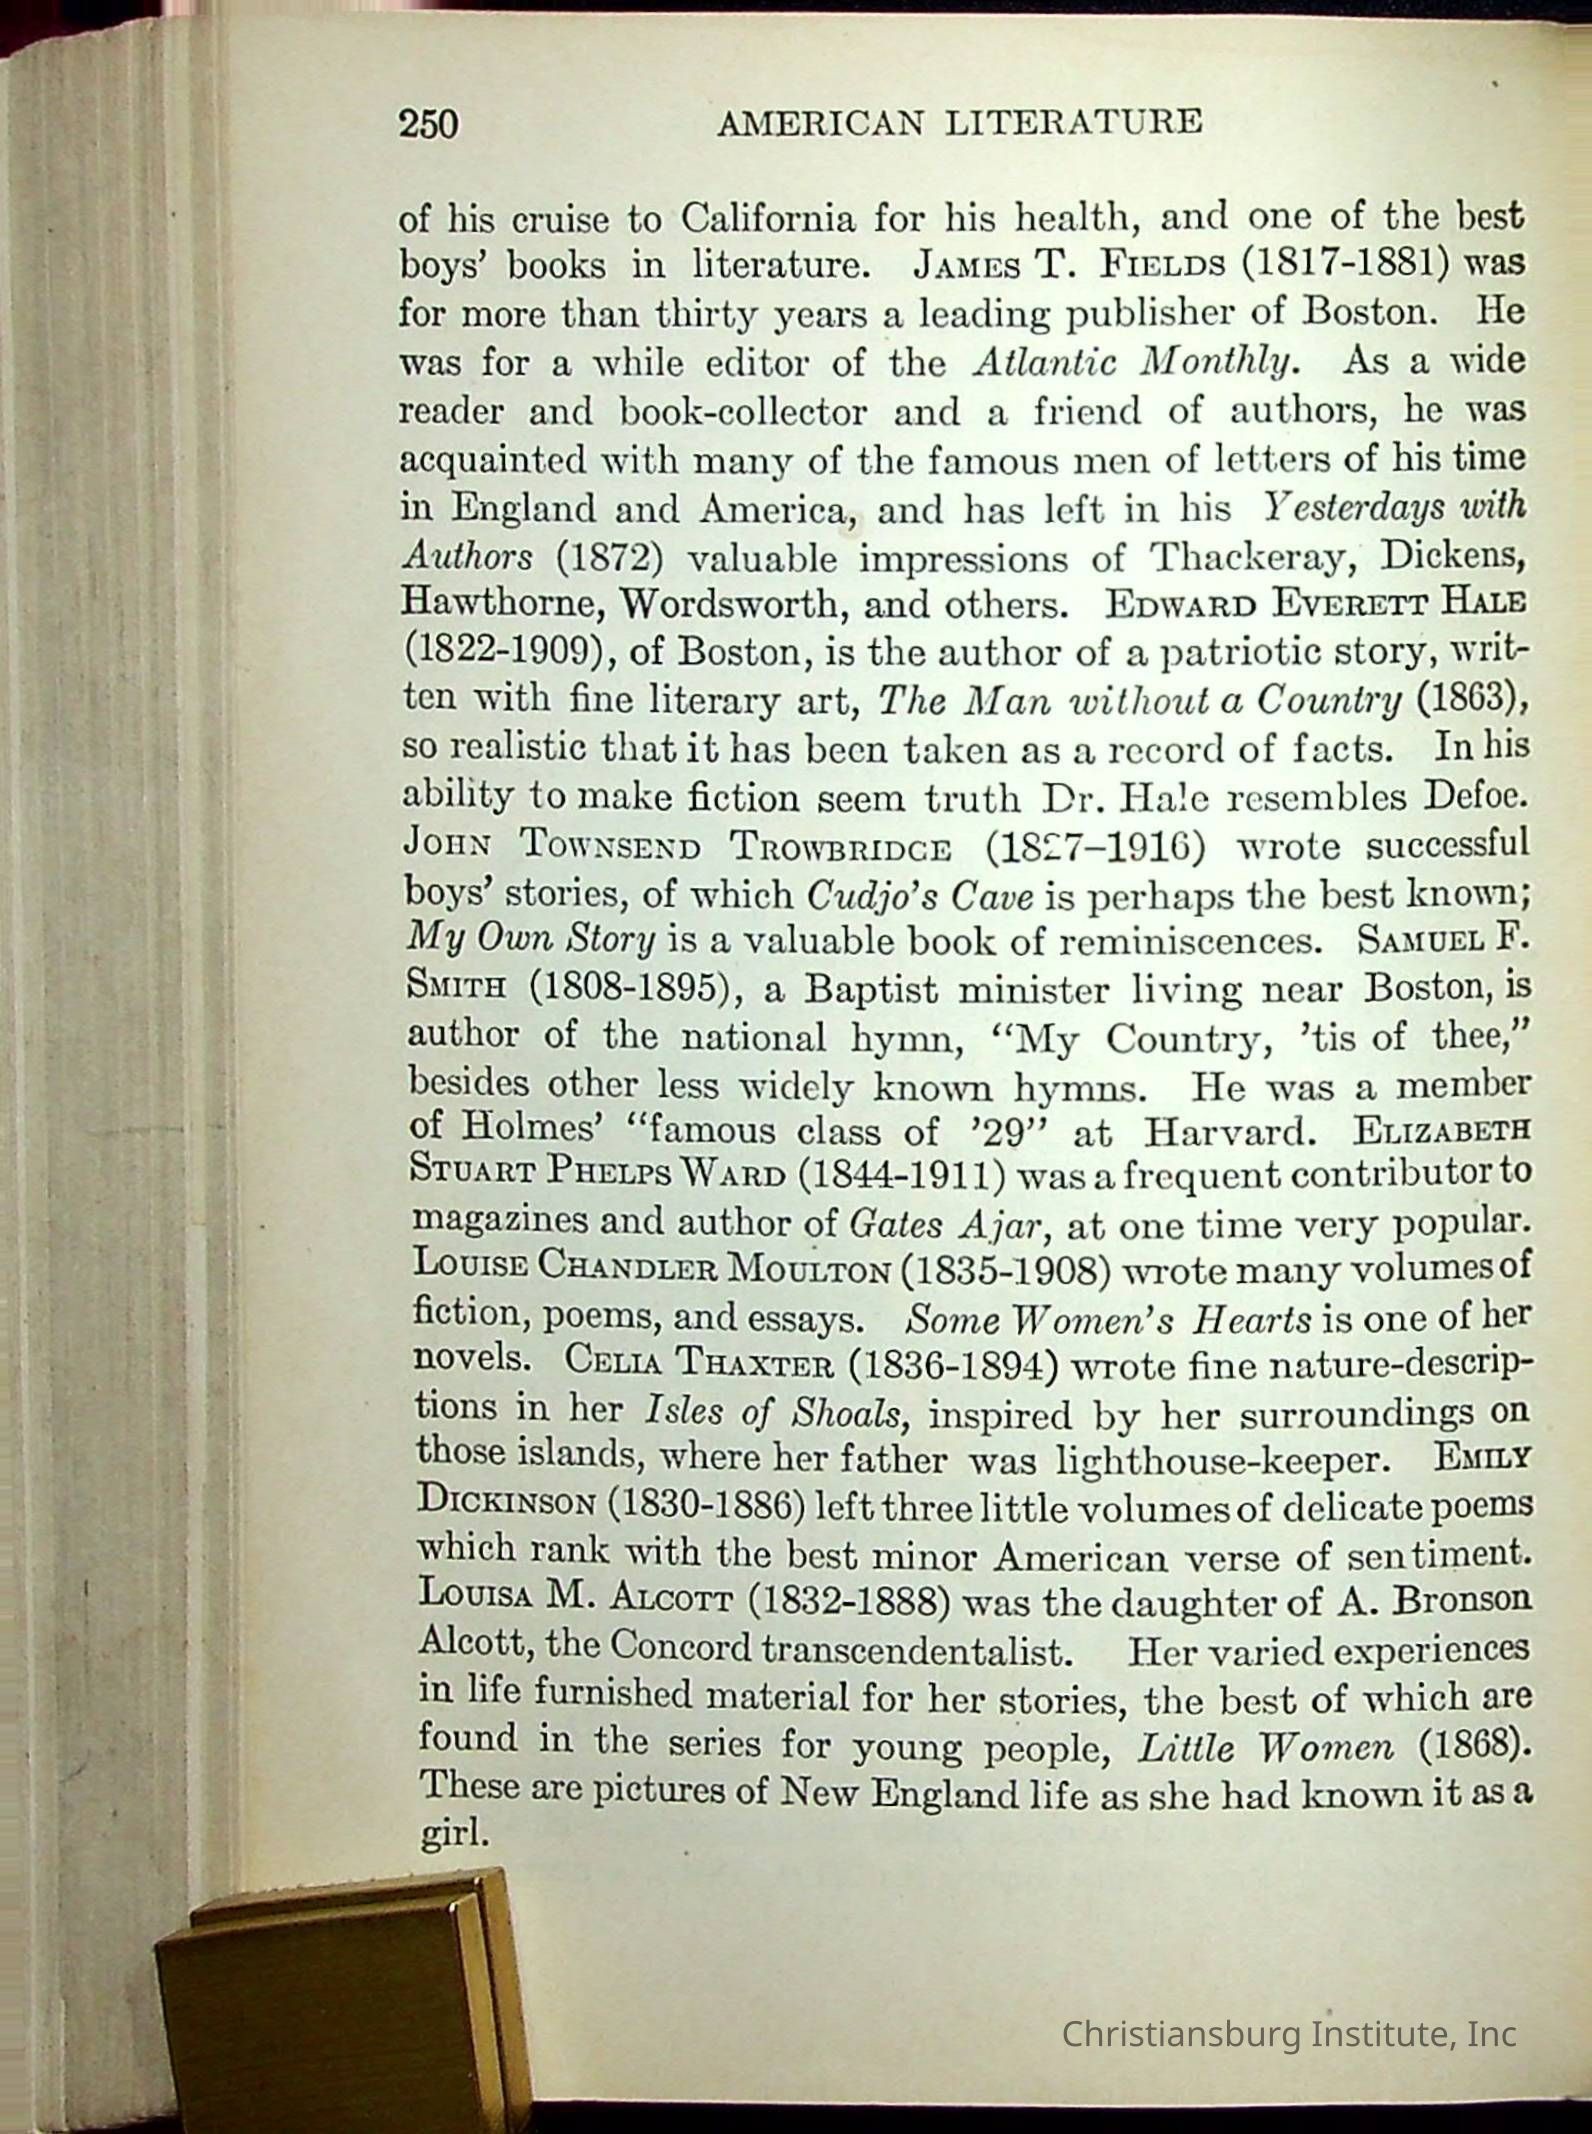 250 AMERICAN LITERATURE
of his cruise to California for his health, and one of the best
boys’ books in literature. JAMES T. FIELDS (1817-1881) was
for more than thirty years a leading publisher of Boston. He
was for a while editor of the Atlantic Monthly. As a wide
reader and book-collector and a friend of authors, he was
acquainted with many of the famous men of letters of his time
in England and America, and has left in his Yesterdays with
Authors (1872) valuable impressions of Thackeray, Dickens,
Hawthorne, Wordsworth, and others. EDWARD EVERETT HALE
(1822-1909), of Boston, is the author of a patriotic story, writ-
ten with fine literary art, The Man without a Country (1863),
so realistic that it has been taken as a record of facts. In his
ability to make fiction seem truth Dr. Hale resembles Defoe.
JOHN TOWNSEND TROWBRIDGE (1827–1916) wrote successful
boys’ stories, of which Cudjo’s Cave is perhaps the best known;
My Own Story is a valuable book of reminiscences. SAMUEL F.
SMITH (1808-1895), a Baptist minister living near Boston, is
author of the national hymn, “My Country, ’tis of thee,”
besides other less widely known hymns. He was a member
of Holmes’ “famous class of ’29” at Harvard. ELIZABETH
STUART PHELPS WARD (1844-1911) was a frequent contributor to
magazines and author of Gates Ajar, at one time very popular.
LOUISE CHANDLER MOULTON (1835-1908) wrote many volumes of
fiction, poems, and essays. Some Women’s Hearts is one of her
novels. CELIA THAXTER (1836-1894) wrote fine nature-descrip-
tions in her Isles of Shoals, inspired by her surroundings on
those islands, where her father was lighthouse-keeper. EMILY
DICKINSON (1830-1886) left three little volumes of delicate poems
which rank with the best minor American verse of sentiment.
LOUISA M. ALCOTT (1832-1888) was the daughter of A. Bronson
Alcott, the Concord transcendentalist. Her varied experiences
in life furnished material for her stories, the best of which are
found in the series for young people, Little Women (1868).
These are pictures of New England life as she had known it as a
girl.
Christiansburg Institute, Inc